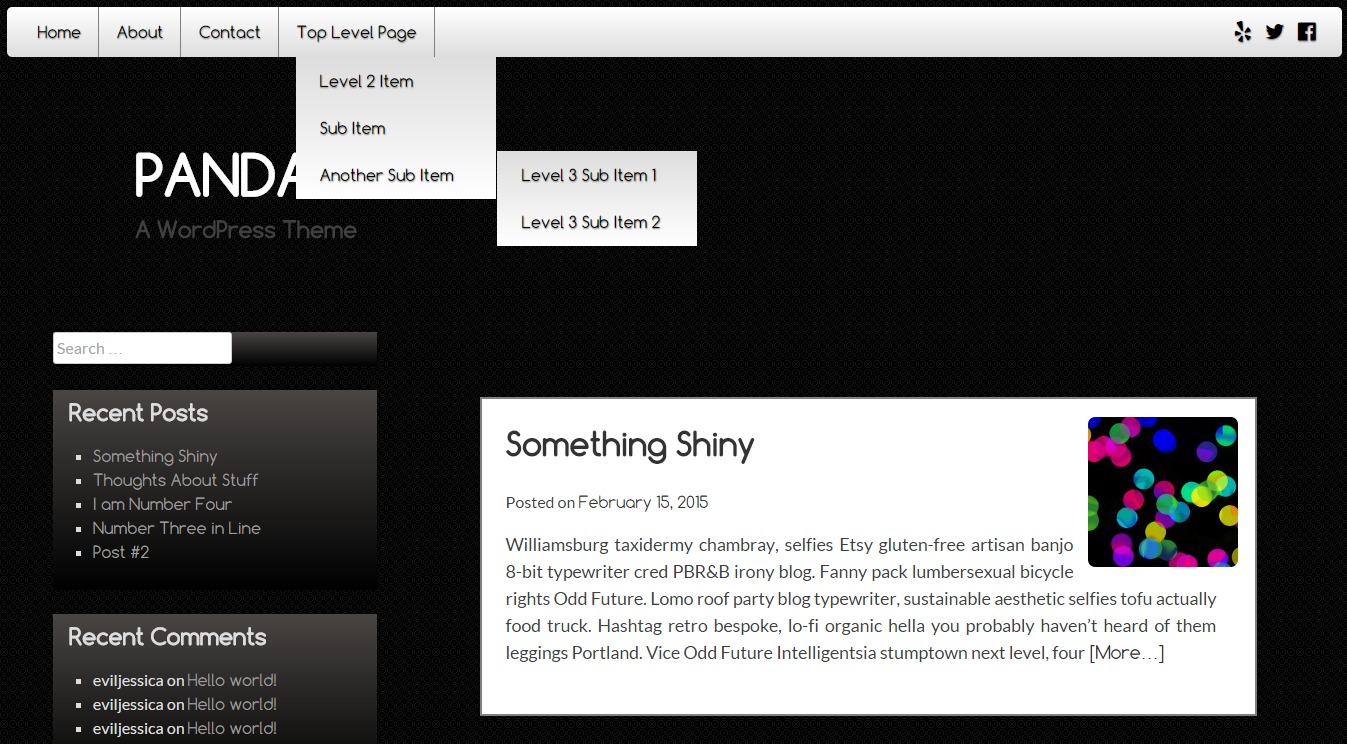 Home About Contact Top Level Page
Level 2 Item
Sub Item
Another Sub Item
Level 3 Sub Item 1
Level 3 Sub Item 2
PANDA
A WordPress Theme
Search ...
Recent Posts
Something Shiny
Thoughts About Stuff
I am Number Four
Number Three in Line
Post #2
Recent Comments
eviljessica on Hello world!
eviljessica on Hello world!
eviljessica on Hello world!
Something Shiny
Posted on February 15, 2015
Williamsburg taxidermy chambray, selfies Etsy gluten-free artisan banjo
8-bit typewriter cred PBR&B irony blog. Fanny pack lumbersexual bicycle
rights Odd Future. Lomo roof party blog typewriter, sustainable aesthetic selfies tofu actually
food truck. Hashtag retro bespoke, lo-fi organic hella you probably haven’t heard of them
leggings Portland. Vice Odd Future Intelligentsia stumptown next level, four [More...]